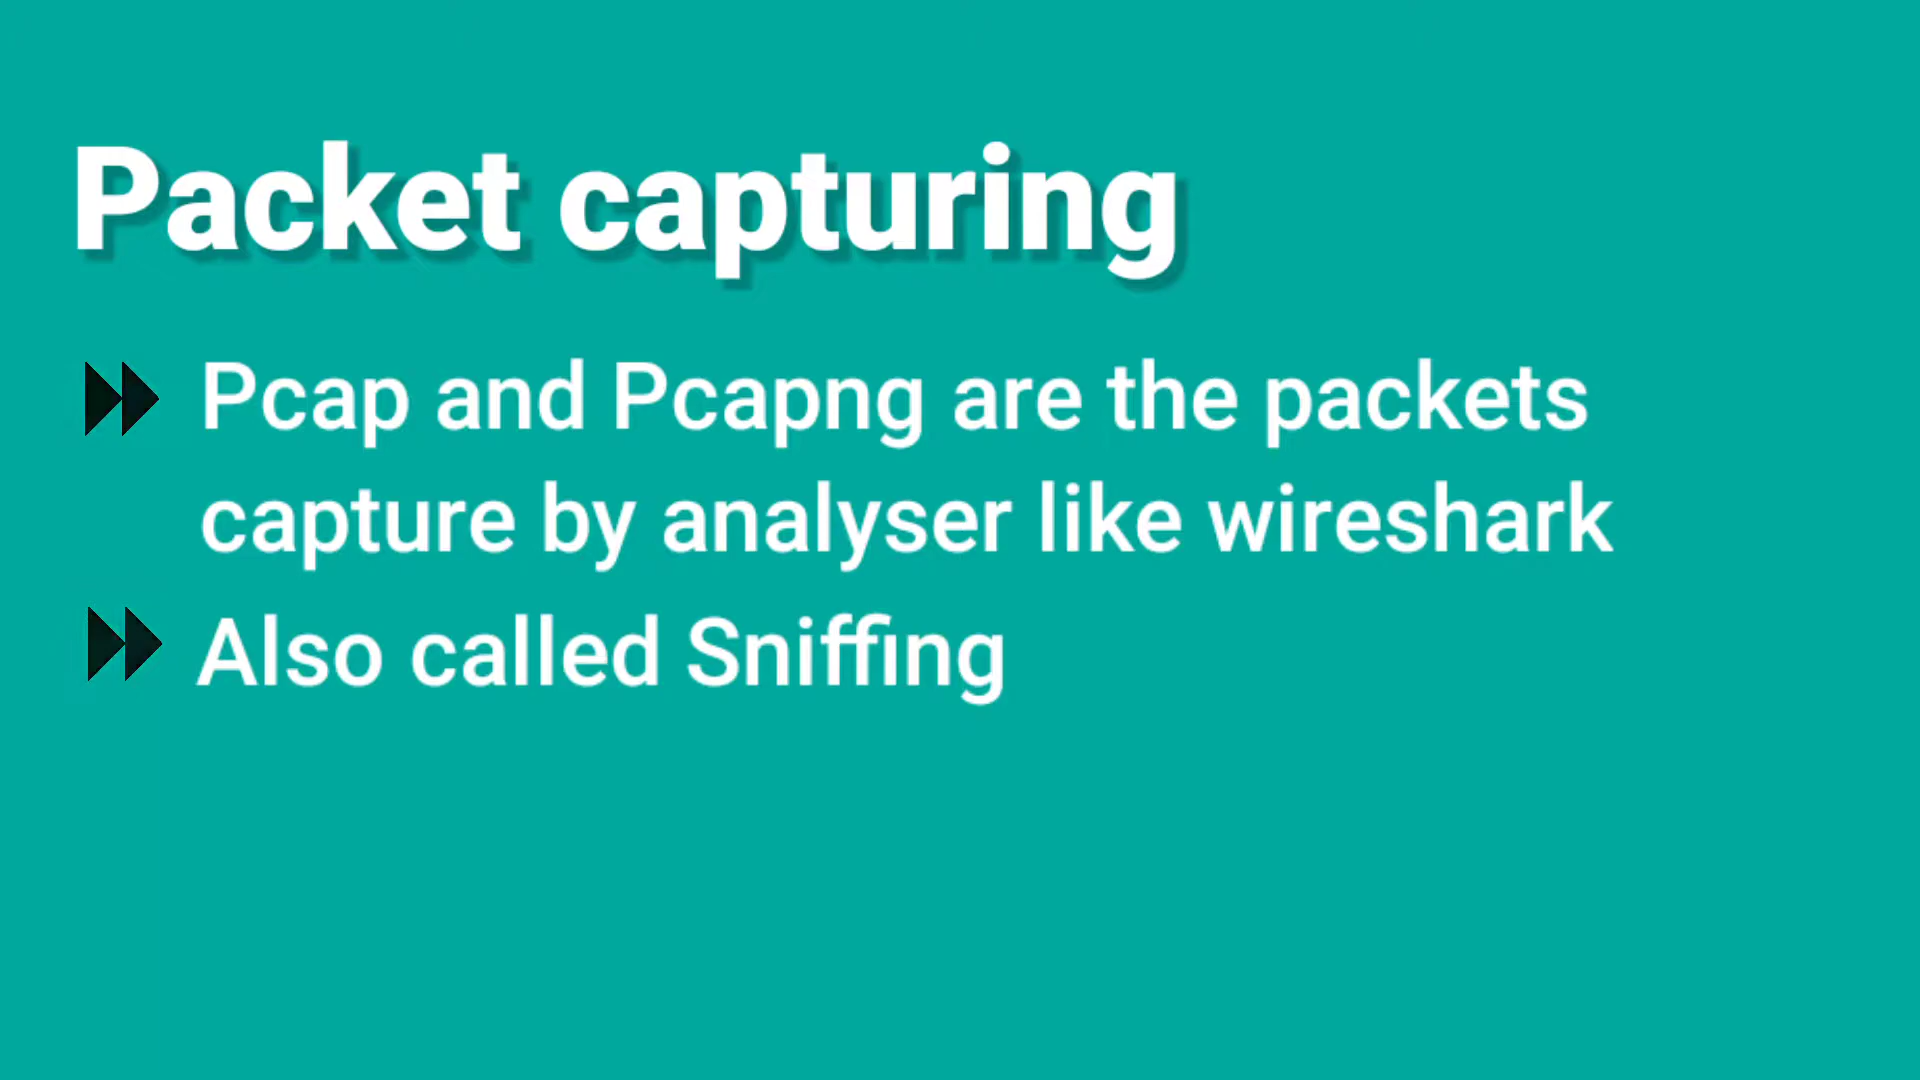 Packet capturing
Pcap and Pcapng are the packets
capture by analyser like wireshark
Also called Sniffing